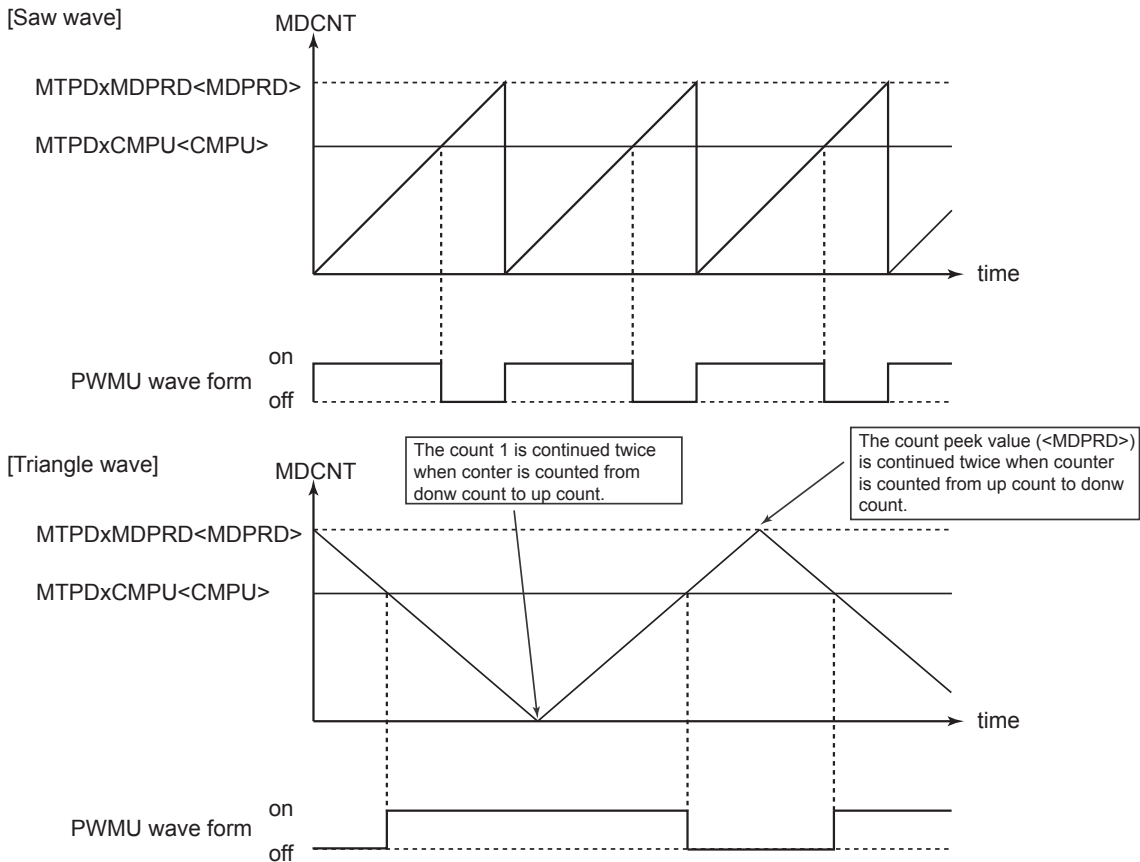 [Saw wave]
MDCNT
MTPDxMDPRD<MDPRD>
MTPDxCMPU<CMPU>
time
on
PWMU wave form
off
[Triangle wave]
MDCNT
The count 1 is continued twice
when conter is counted from
donw count to up count.
The count peek value (<MDPRD>)
is continued twice when counter
is counted from up count to donw
count.
MTPDxMDPRD<MDPRD>
MTPDxCMPU<CMPU>
time
on
PWMU wave form
off